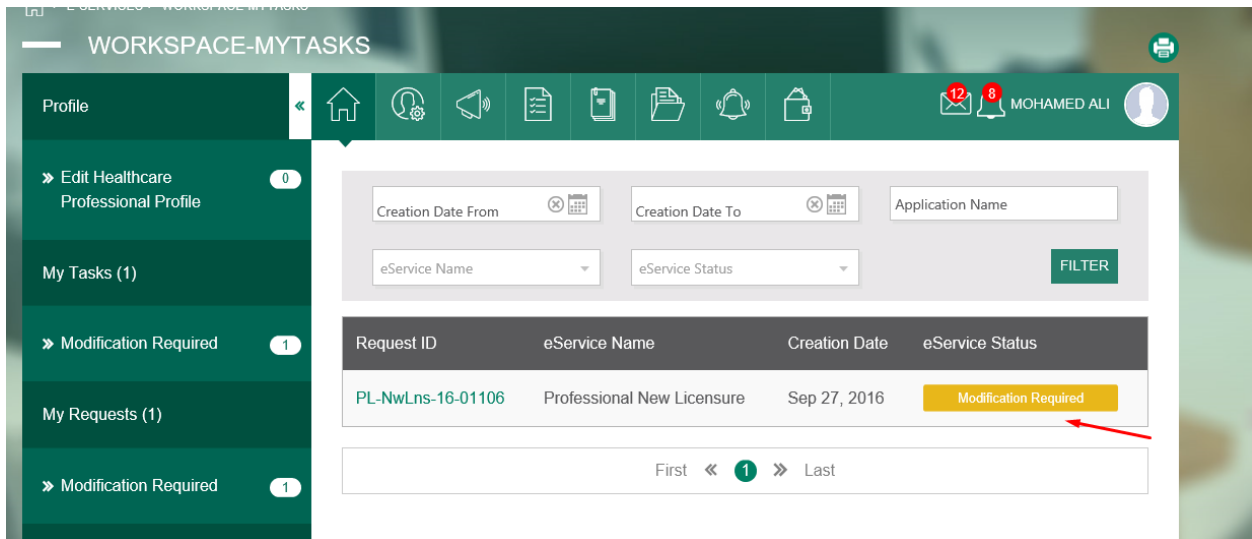 E-SERVICES > WORKSPACE-MYTASKS
WORKSPACE-MYTASKS
Profile
12
8
MOHAMED ALI
Edit Healthcare
Professional Profile
0
My Tasks (1)
Modification Required
1
My Requests (1)
Modification Required
1
Creation Date From
Creation Date To
Application Name
eService Name
eService Status
FILTER
Request ID eService Name Creation Date eService Status
PL-NwLns-16-01106 Professional New Licensure Sep 27, 2016 Modification Required
First « 1 » Last